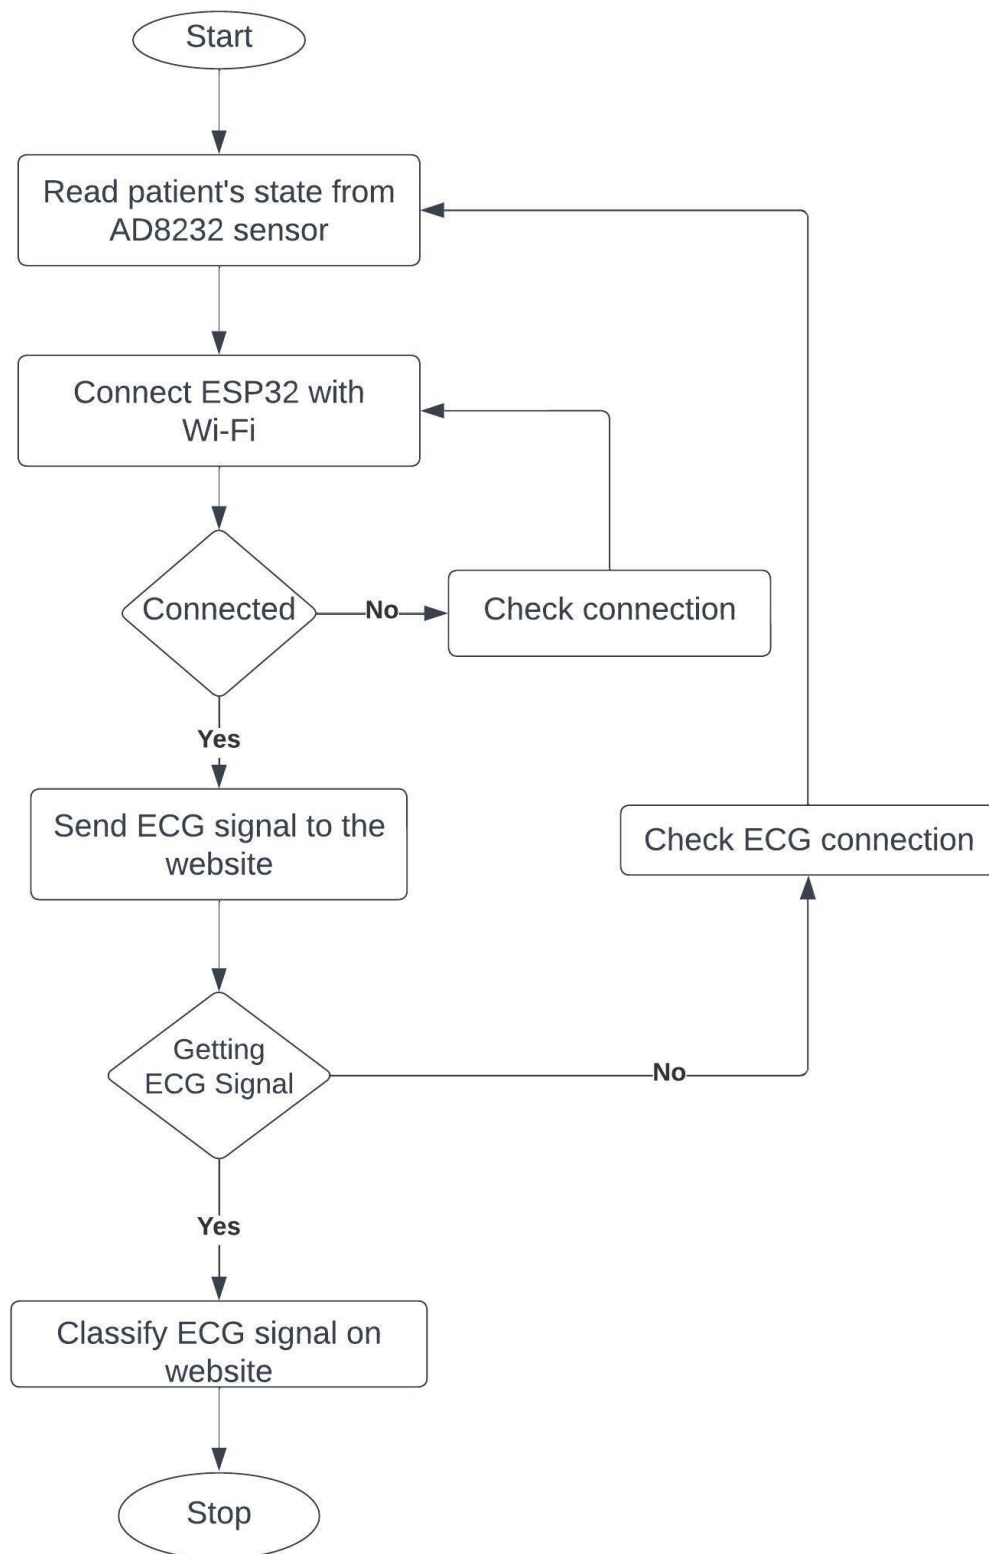 Start
Read patient's state from
AD8232 sensor
Connect ESP32 with
Wi-Fi
Connected
No
Check connection
Yes
Send ECG signal to the
website
Check ECG connection
Getting
ECG Signal
No
Yes
Classify ECG signal on
website
Stop